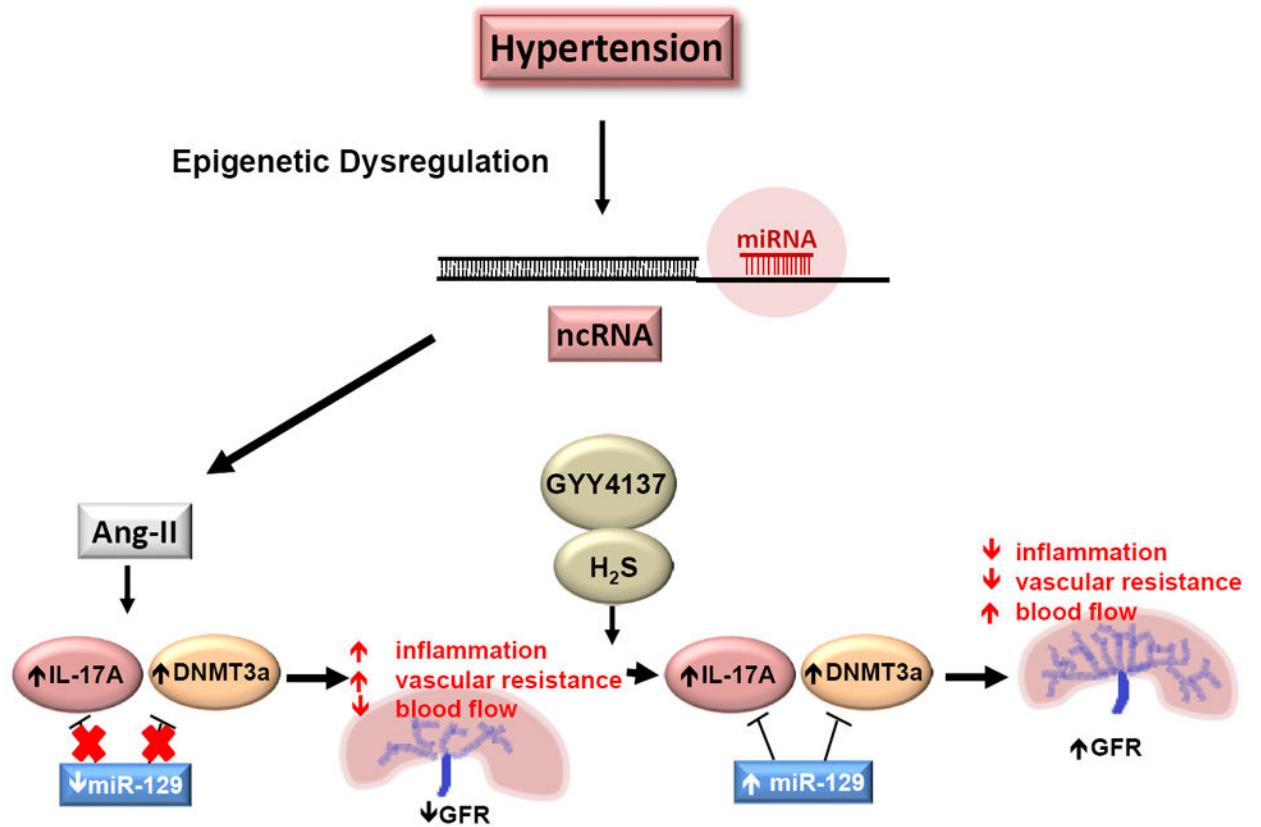 Hypertension
Epigenetic Dysregulation
miRNA
ncRNA
GYY4137
H₂S
Ang-II
↑IL-17A
↑DNMT3a
↓miR-129
↑ inflammation
↑ vascular resistance
↓ blood flow
↓GFR
↑IL-17A
↑DNMT3a
↑ miR-129
↓ inflammation
↓ vascular resistance
↑ blood flow
↑GFR